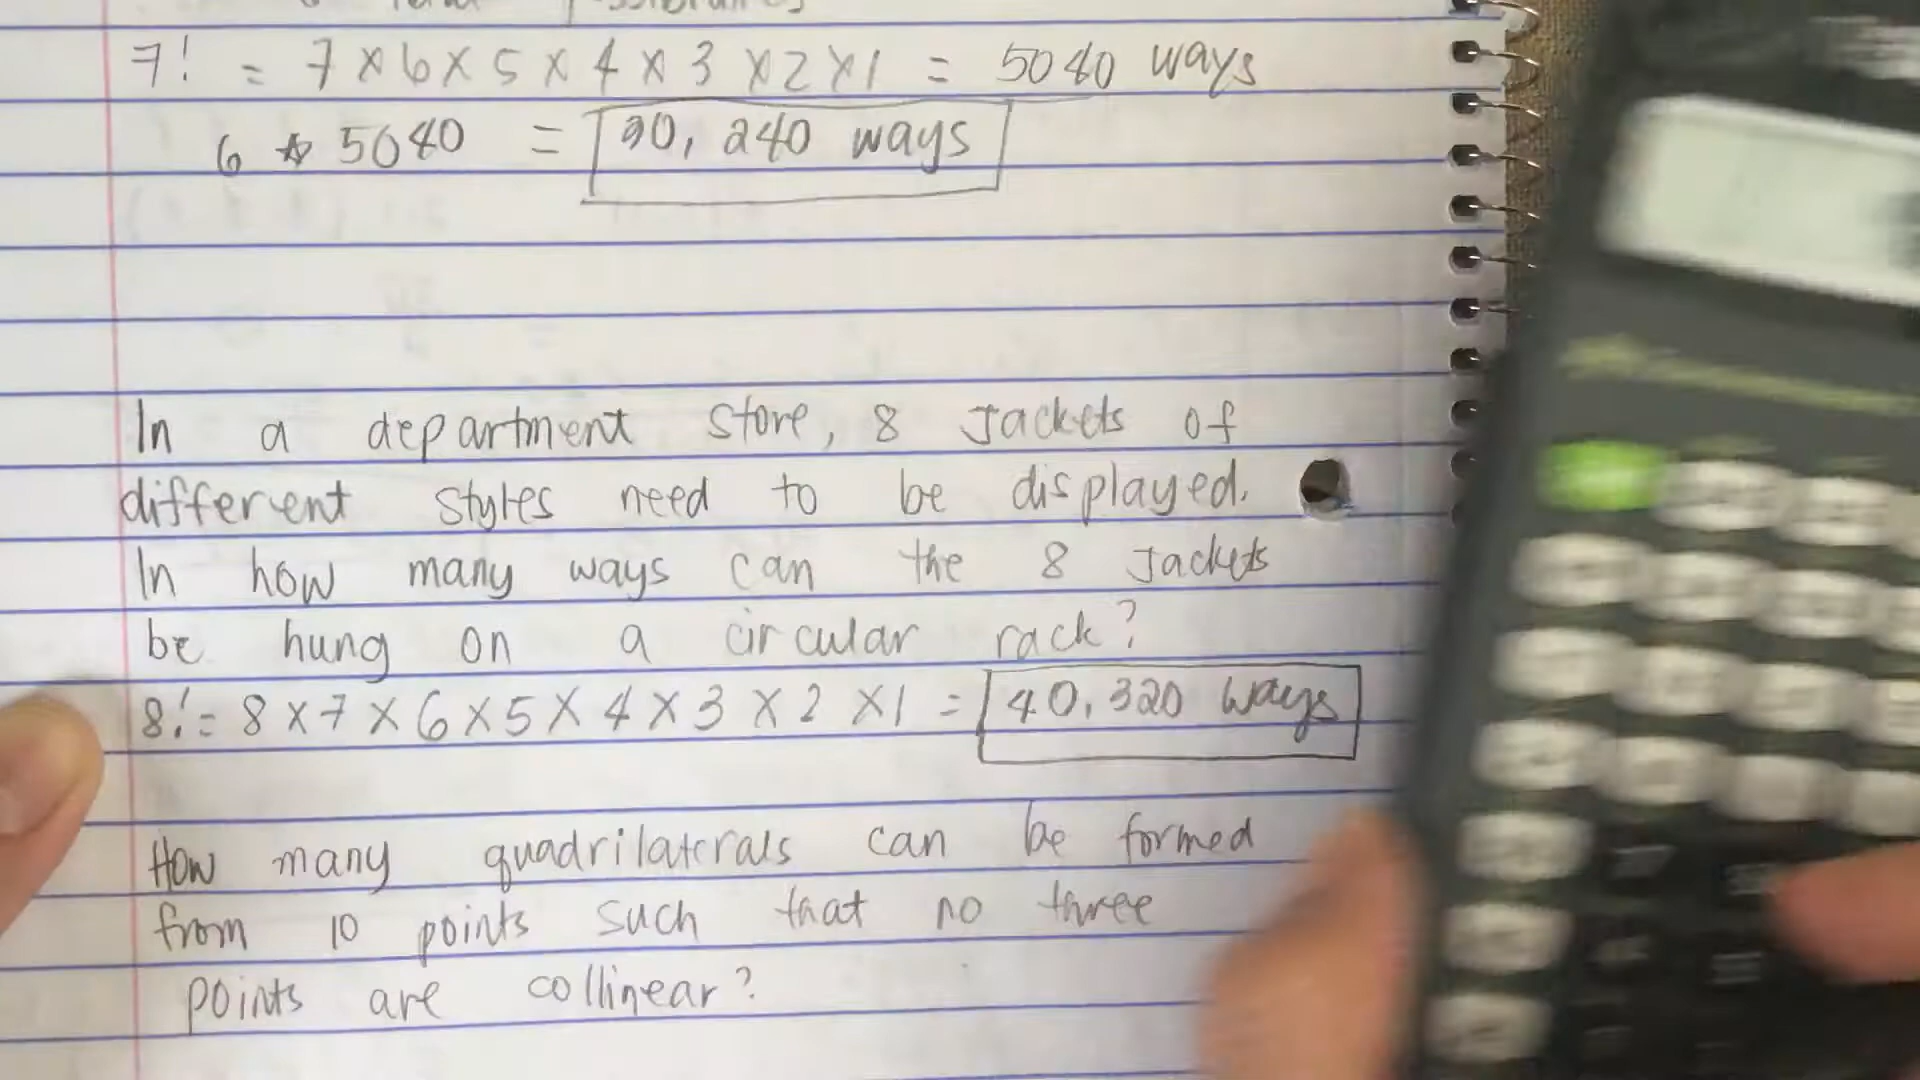 7! = 7 × 6 × 5 × 4 × 3 × 2 × 1 = 5040 ways
6 * 5040 = 30,240 ways
In a department store, 8 Jackets of
different styles need to be displayed.
In how many ways can the 8 Jackets
be hung on a circular rack?
8! = 8 × 7 × 6 × 5 × 4 × 3 × 2 × 1 = 40,320 ways
How many quadrilaterals can be formed
from 10 points such that no three
points are collinear?